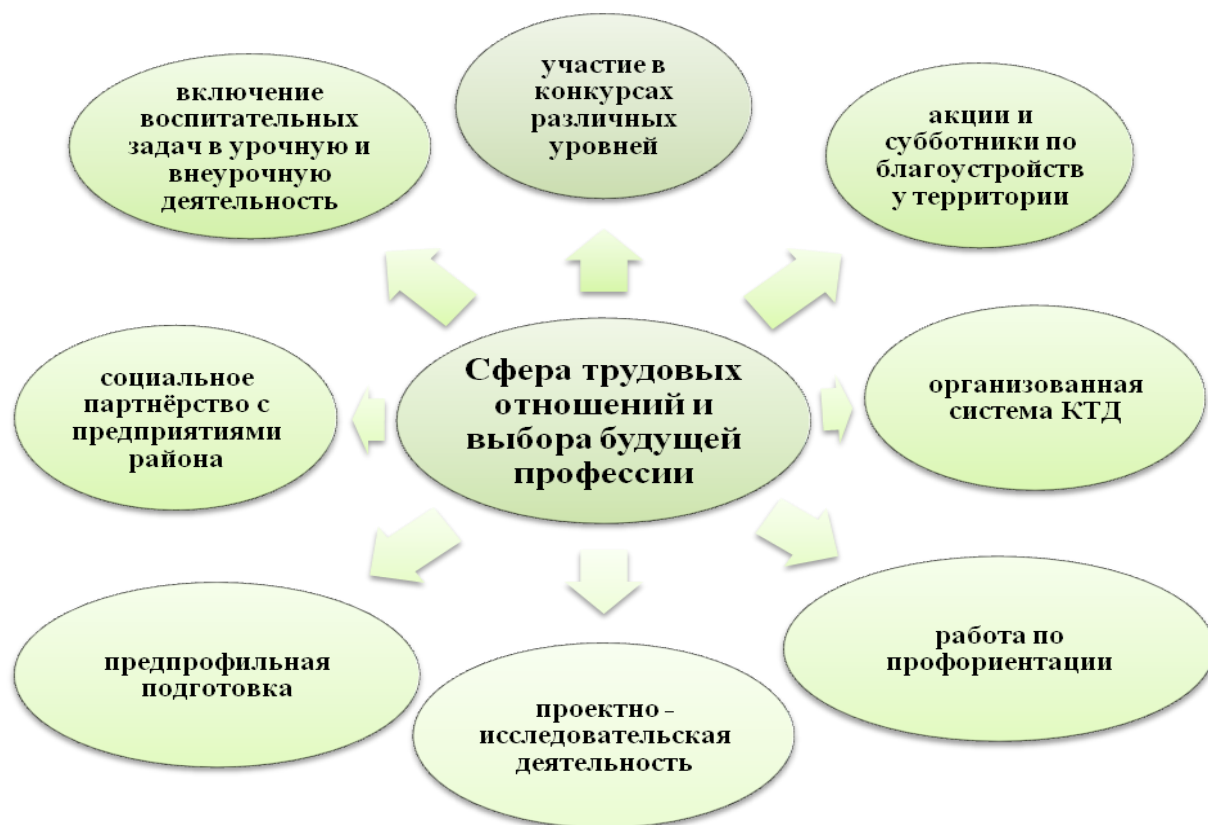 включение
воспитательных
задач в урочную и
внеурочную
деятельность
участие в
конкурсах
различных
уровней
акции и
субботники по
благоустройств
у территории
социальное
партнёрство с
предприятиями
района
Сфера трудовых
отношений и
выбора будущей
профессии
организованная
система КТД
предпрофильная
подготовка
проектно -
исследовательская
деятельность
работа по
профориентации